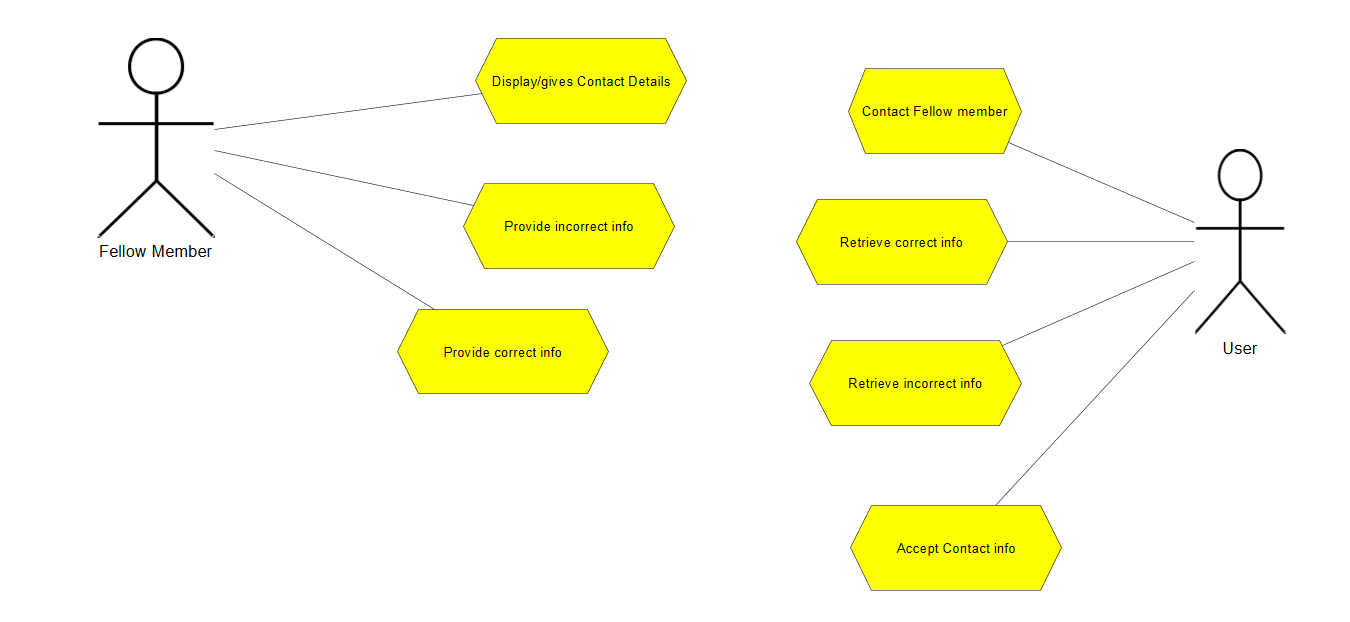 Display/gives Contact Details
Contact Fellow member
Provide incorrect info
Retrieve correct info
Fellow Member
Provide correct info
User
Retrieve incorrect info
Accept Contact info